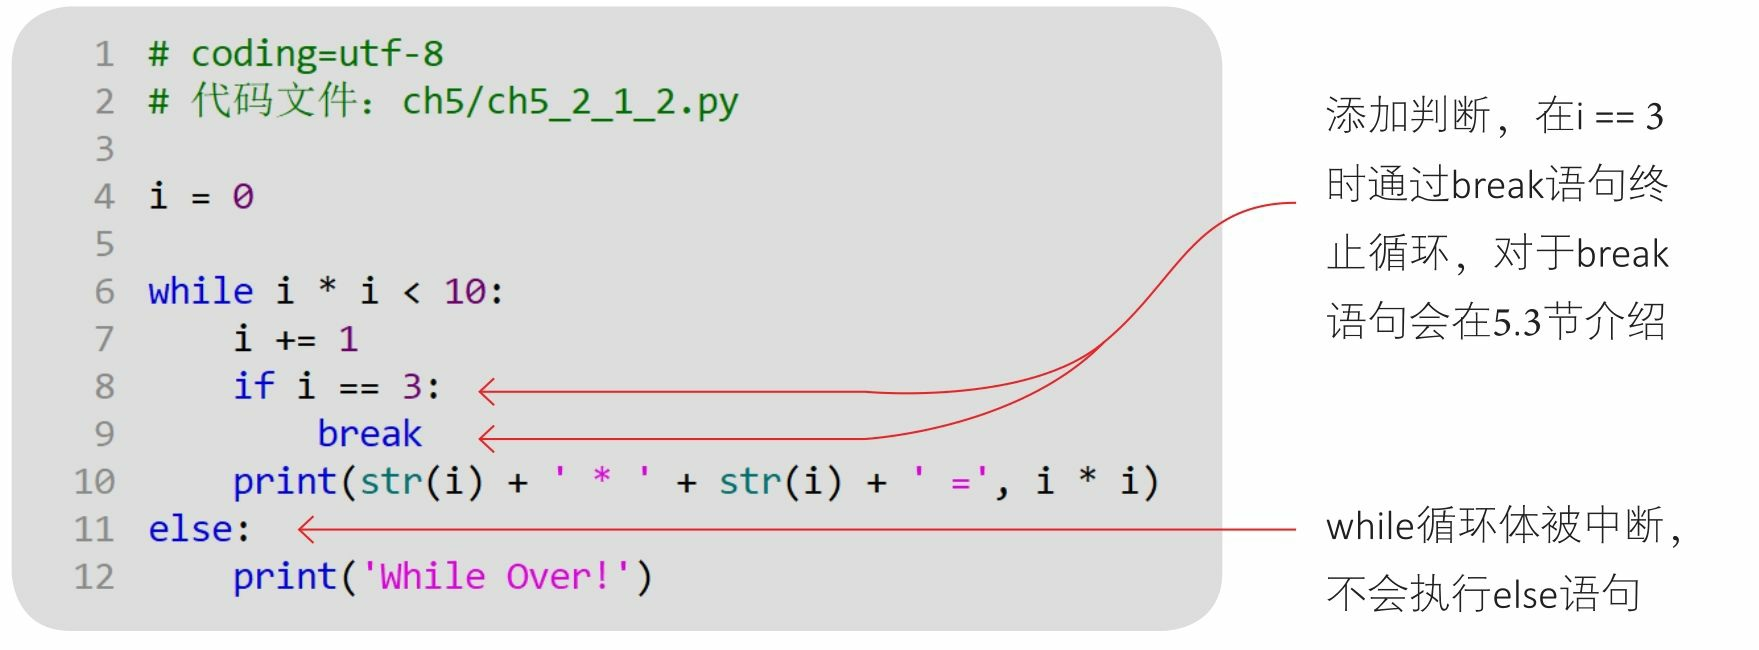 1 # coding=utf-8
2 # 代码文件：ch5/ch5_2_1_2.py
3
4 i = 0
5
6 while i * i < 10:
7     i += 1
8     if i == 3:
9         break
10     print(str(i) + ' * ' + str(i) + ' =', i * i)
11 else:
12     print('While Over!')
添加判断，在i == 3
时通过break语句终
止循环，对于break
语句会在5.3节介绍
while循环体被中断，
不会执行else语句